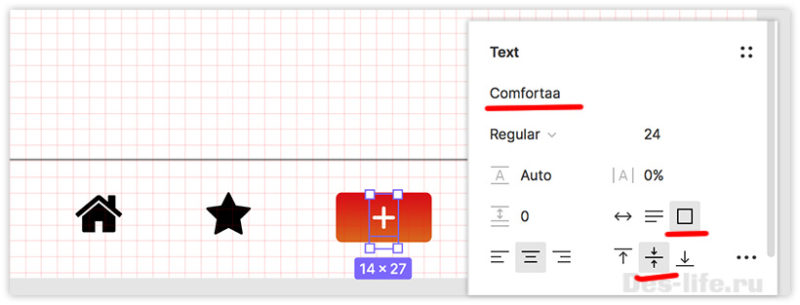 Text
Comfortaa
Regular 24
A Auto |A| 0%
0
14 × 27
Des-life.ru